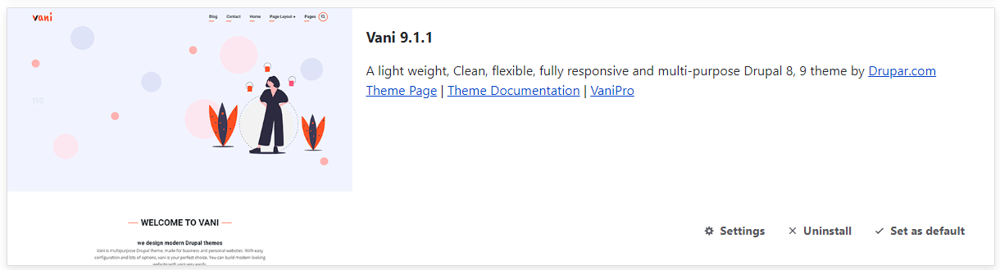 vani
Blog Contact Home Page Layout Pages
Vani 9.1.1
A light weight, Clean, flexible, fully responsive and multi-purpose Drupal 8, 9 theme by Drupar.com
Theme Page | Theme Documentation | VaniPro
ne
WELCOME TO VANI
we design modern Drupal themes
Vani is multipurpose Drupal theme, made for business and personal websites. With easy
configuration and lots of options, vani is your perfect choice. You can build modern looking
website with vani very easily.
Settings Uninstall Set as default